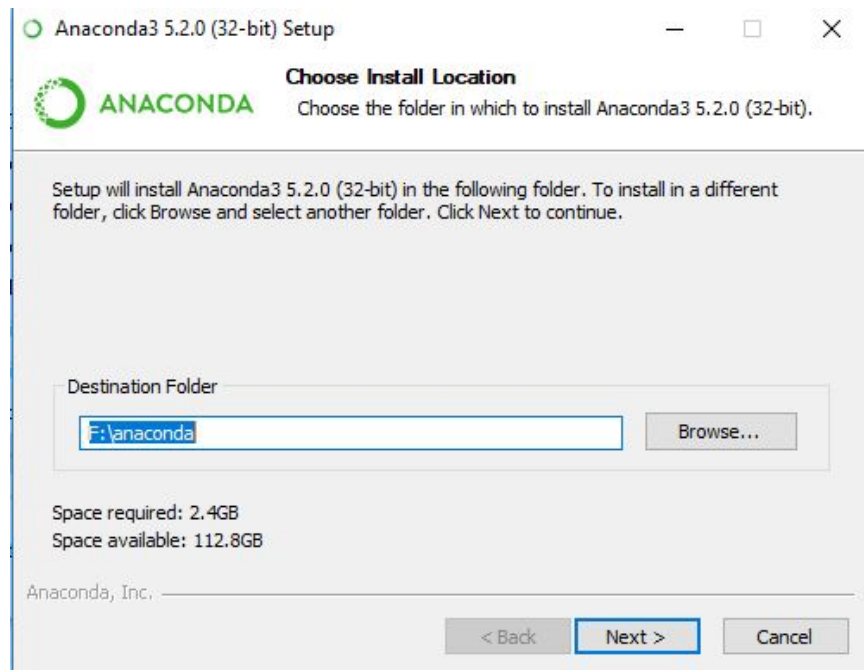 Anaconda3 5.2.0 (32-bit) Setup
ANACONDA
Choose Install Location
Choose the folder in which to install Anaconda3 5.2.0 (32-bit).
Setup will install Anaconda3 5.2.0 (32-bit) in the following folder. To install in a different
folder, click Browse and select another folder. Click Next to continue.
Destination Folder
F:\anaconda
Browse...
Space required: 2.4GB
Space available: 112.8GB
Anaconda, Inc.
< Back
Next >
Cancel